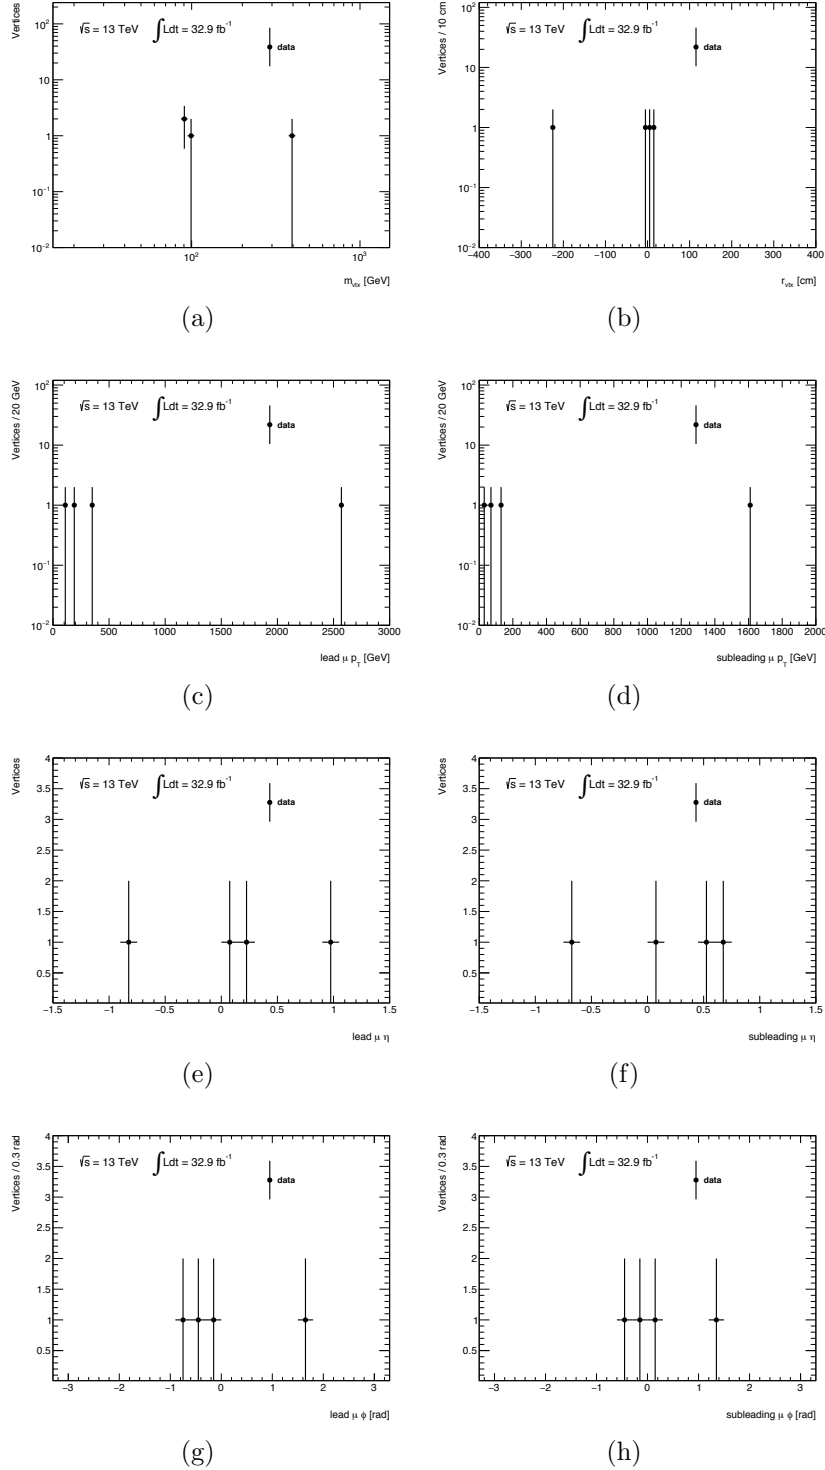 Vertices
10²
10
1
10⁻¹
10⁻²
√s = 13 TeV ∫Ldt = 32.9 fb⁻¹
data
10² 10³
m_vtx [GeV]
(a)
Vertices / 10 cm
10²
10
1
10⁻¹
10⁻²
√s = 13 TeV ∫Ldt = 32.9 fb⁻¹
data
−400 −300 −200 −100 0 100 200 300 400
r_vtx [cm]
(b)
Vertices / 20 GeV
10²
10
1
10⁻¹
10⁻²
√s = 13 TeV ∫Ldt = 32.9 fb⁻¹
data
0 500 1000 1500 2000 2500 3000
lead μ p_T [GeV]
(c)
Vertices / 20 GeV
10²
10
1
10⁻¹
10⁻²
√s = 13 TeV ∫Ldt = 32.9 fb⁻¹
data
0 200 400 600 800 1000 1200 1400 1600 1800 2000
subleading μ p_T [GeV]
(d)
Vertices
4
3.5
3
2.5
2
1.5
1
0.5
√s = 13 TeV ∫Ldt = 32.9 fb⁻¹
data
−1.5 −1 −0.5 0 0.5 1 1.5
lead μ η
(e)
Vertices
4
3.5
3
2.5
2
1.5
1
0.5
√s = 13 TeV ∫Ldt = 32.9 fb⁻¹
data
−1.5 −1 −0.5 0 0.5 1 1.5
subleading μ η
(f)
Vertices / 0.3 rad
4
3.5
3
2.5
2
1.5
1
0.5
√s = 13 TeV ∫Ldt = 32.9 fb⁻¹
data
−3 −2 −1 0 1 2 3
lead μ ϕ [rad]
(g)
Vertices / 0.3 rad
4
3.5
3
2.5
2
1.5
1
0.5
√s = 13 TeV ∫Ldt = 32.9 fb⁻¹
data
−3 −2 −1 0 1 2 3
subleading μ ϕ [rad]
(h)